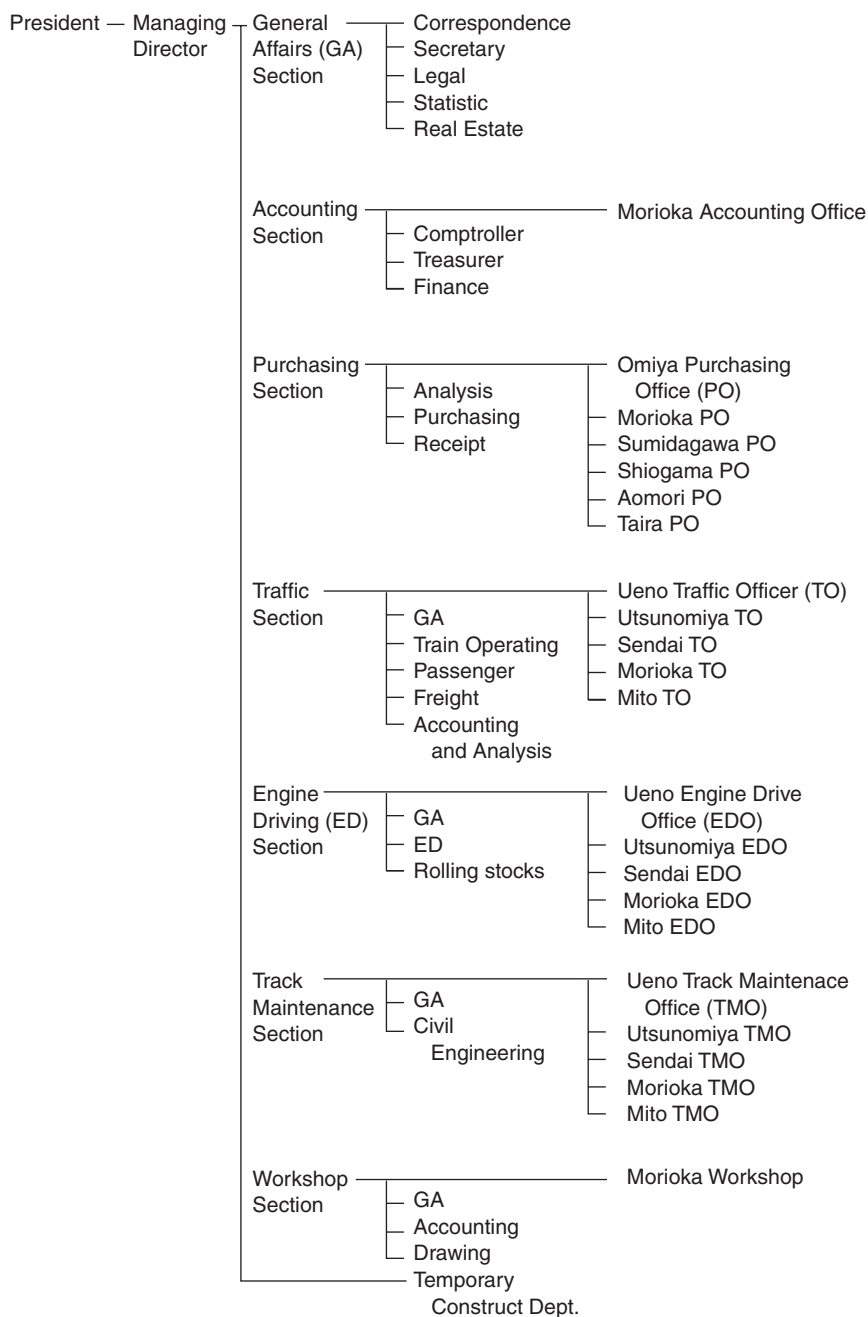 President
Managing
Director
General
Affairs (GA)
Section
Correspondence
Secretary
Legal
Statistic
Real Estate
Accounting
Section
Comptroller
Treasurer
Finance
Morioka Accounting Office
Purchasing
Section
Analysis
Purchasing
Receipt
Omiya Purchasing
Office (PO)
Morioka PO
Sumidagawa PO
Shiogama PO
Aomori PO
Taira PO
Traffic
Section
GA
Train Operating
Passenger
Freight
Accounting
and Analysis
Ueno Traffic Officer (TO)
Utsunomiya TO
Sendai TO
Morioka TO
Mito TO
Engine
Driving (ED)
Section
GA
ED
Rolling stocks
Ueno Engine Drive
Office (EDO)
Utsunomiya EDO
Sendai EDO
Morioka EDO
Mito EDO
Track
Maintenance
Section
GA
Civil
Engineering
Ueno Track Maintenace
Office (TMO)
Utsunomiya TMO
Sendai TMO
Morioka TMO
Mito TMO
Workshop
Section
GA
Accounting
Drawing
Morioka Workshop
Temporary
Construct Dept.